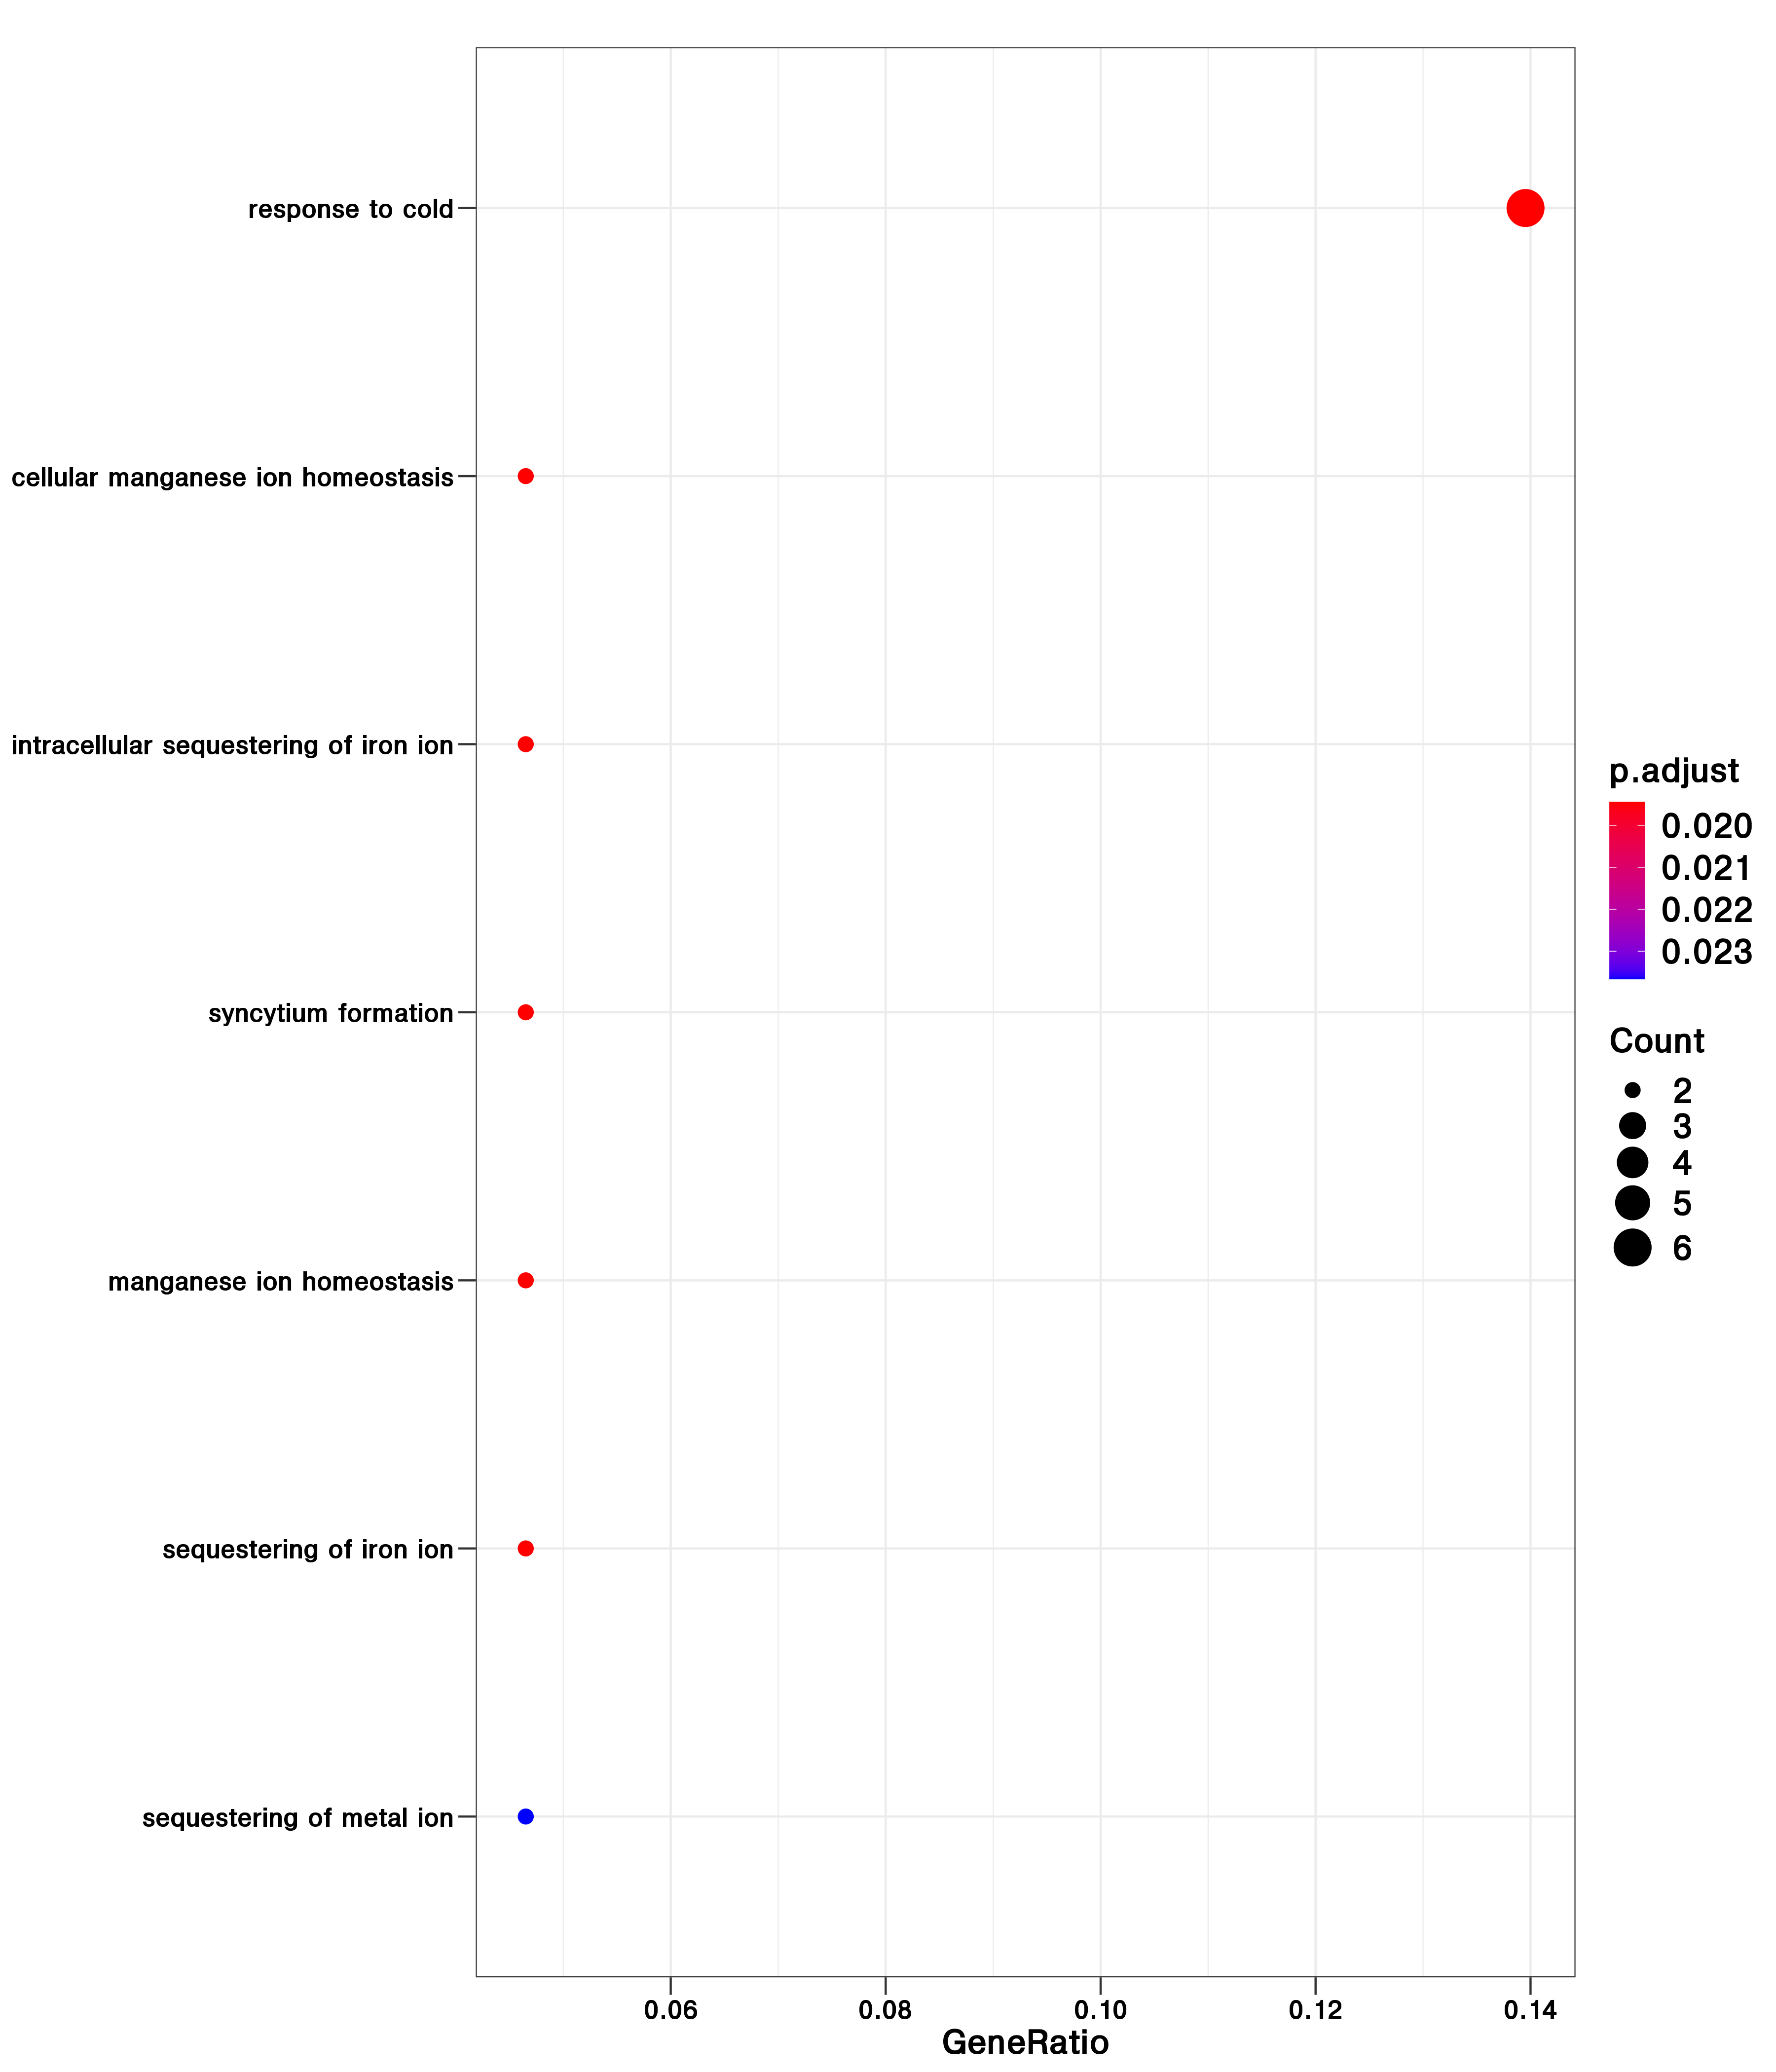 response to cold
cellular manganese ion homeostasis
intracellular sequestering of iron ion
syncytium formation
manganese ion homeostasis
sequestering of iron ion
sequestering of metal ion
0.06 0.08 0.10 0.12 0.14
GeneRatio
p.adjust
0.020
0.021
0.022
0.023
Count
2
3
4
5
6